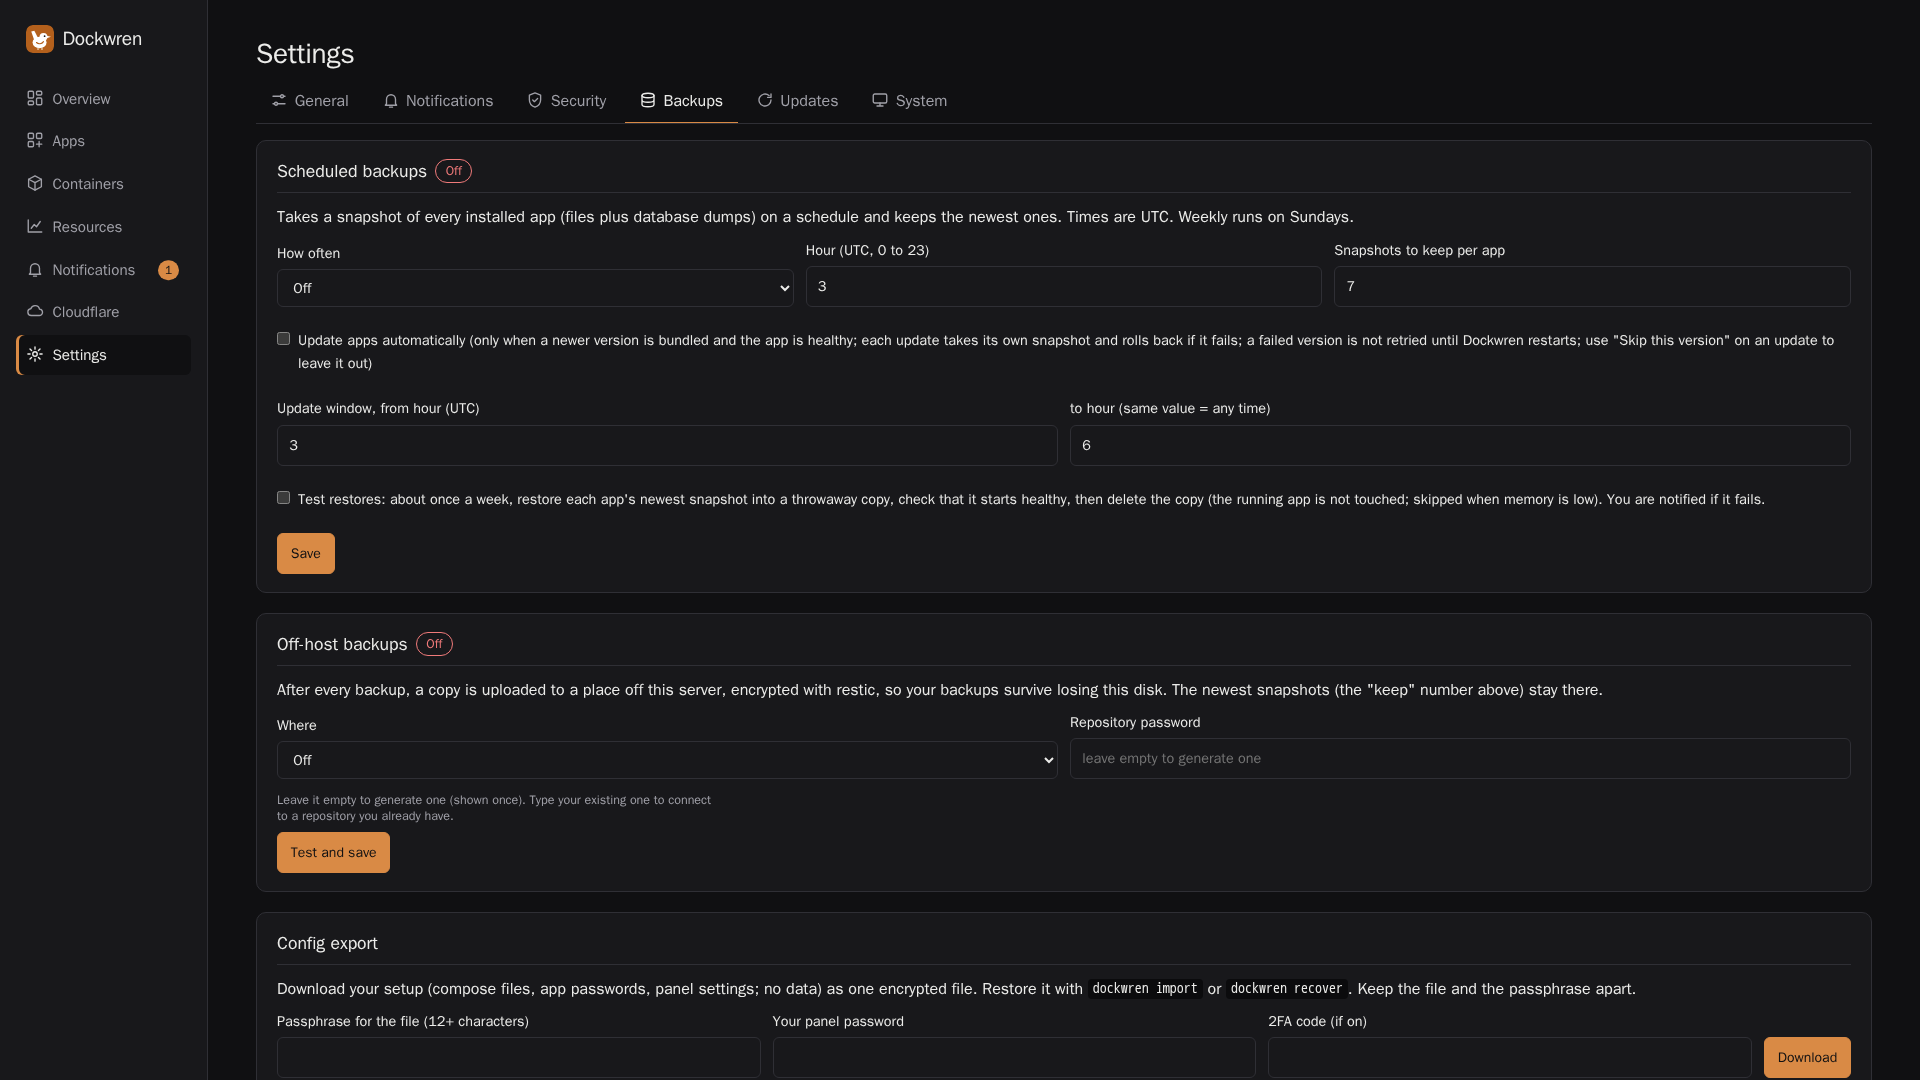 Dockwren
Overview
Apps
Containers
Resources
Notifications 1
Cloudflare
Settings
Settings
General Notifications Security Backups Updates System
Scheduled backups Off
Takes a snapshot of every installed app (files plus database dumps) on a schedule and keeps the newest ones. Times are UTC. Weekly runs on Sundays.
How often Hour (UTC, 0 to 23) Snapshots to keep per app
Off 3 7
Update apps automatically (only when a newer version is bundled and the app is healthy; each update takes its own snapshot and rolls back if it fails; a failed version is not retried until Dockwren restarts; use "Skip this version" on an update to
leave it out)
Update window, from hour (UTC) to hour (same value = any time)
3 6
Test restores: about once a week, restore each app's newest snapshot into a throwaway copy, check that it starts healthy, then delete the copy (the running app is not touched; skipped when memory is low). You are notified if it fails.
Save
Off-host backups Off
After every backup, a copy is uploaded to a place off this server, encrypted with restic, so your backups survive losing this disk. The newest snapshots (the "keep" number above) stay there.
Where Repository password
Off leave empty to generate one
Leave it empty to generate one (shown once). Type your existing one to connect
to a repository you already have.
Test and save
Config export
Download your setup (compose files, app passwords, panel settings; no data) as one encrypted file. Restore it with dockwren import or dockwren recover. Keep the file and the passphrase apart.
Passphrase for the file (12+ characters) Your panel password 2FA code (if on)
Download